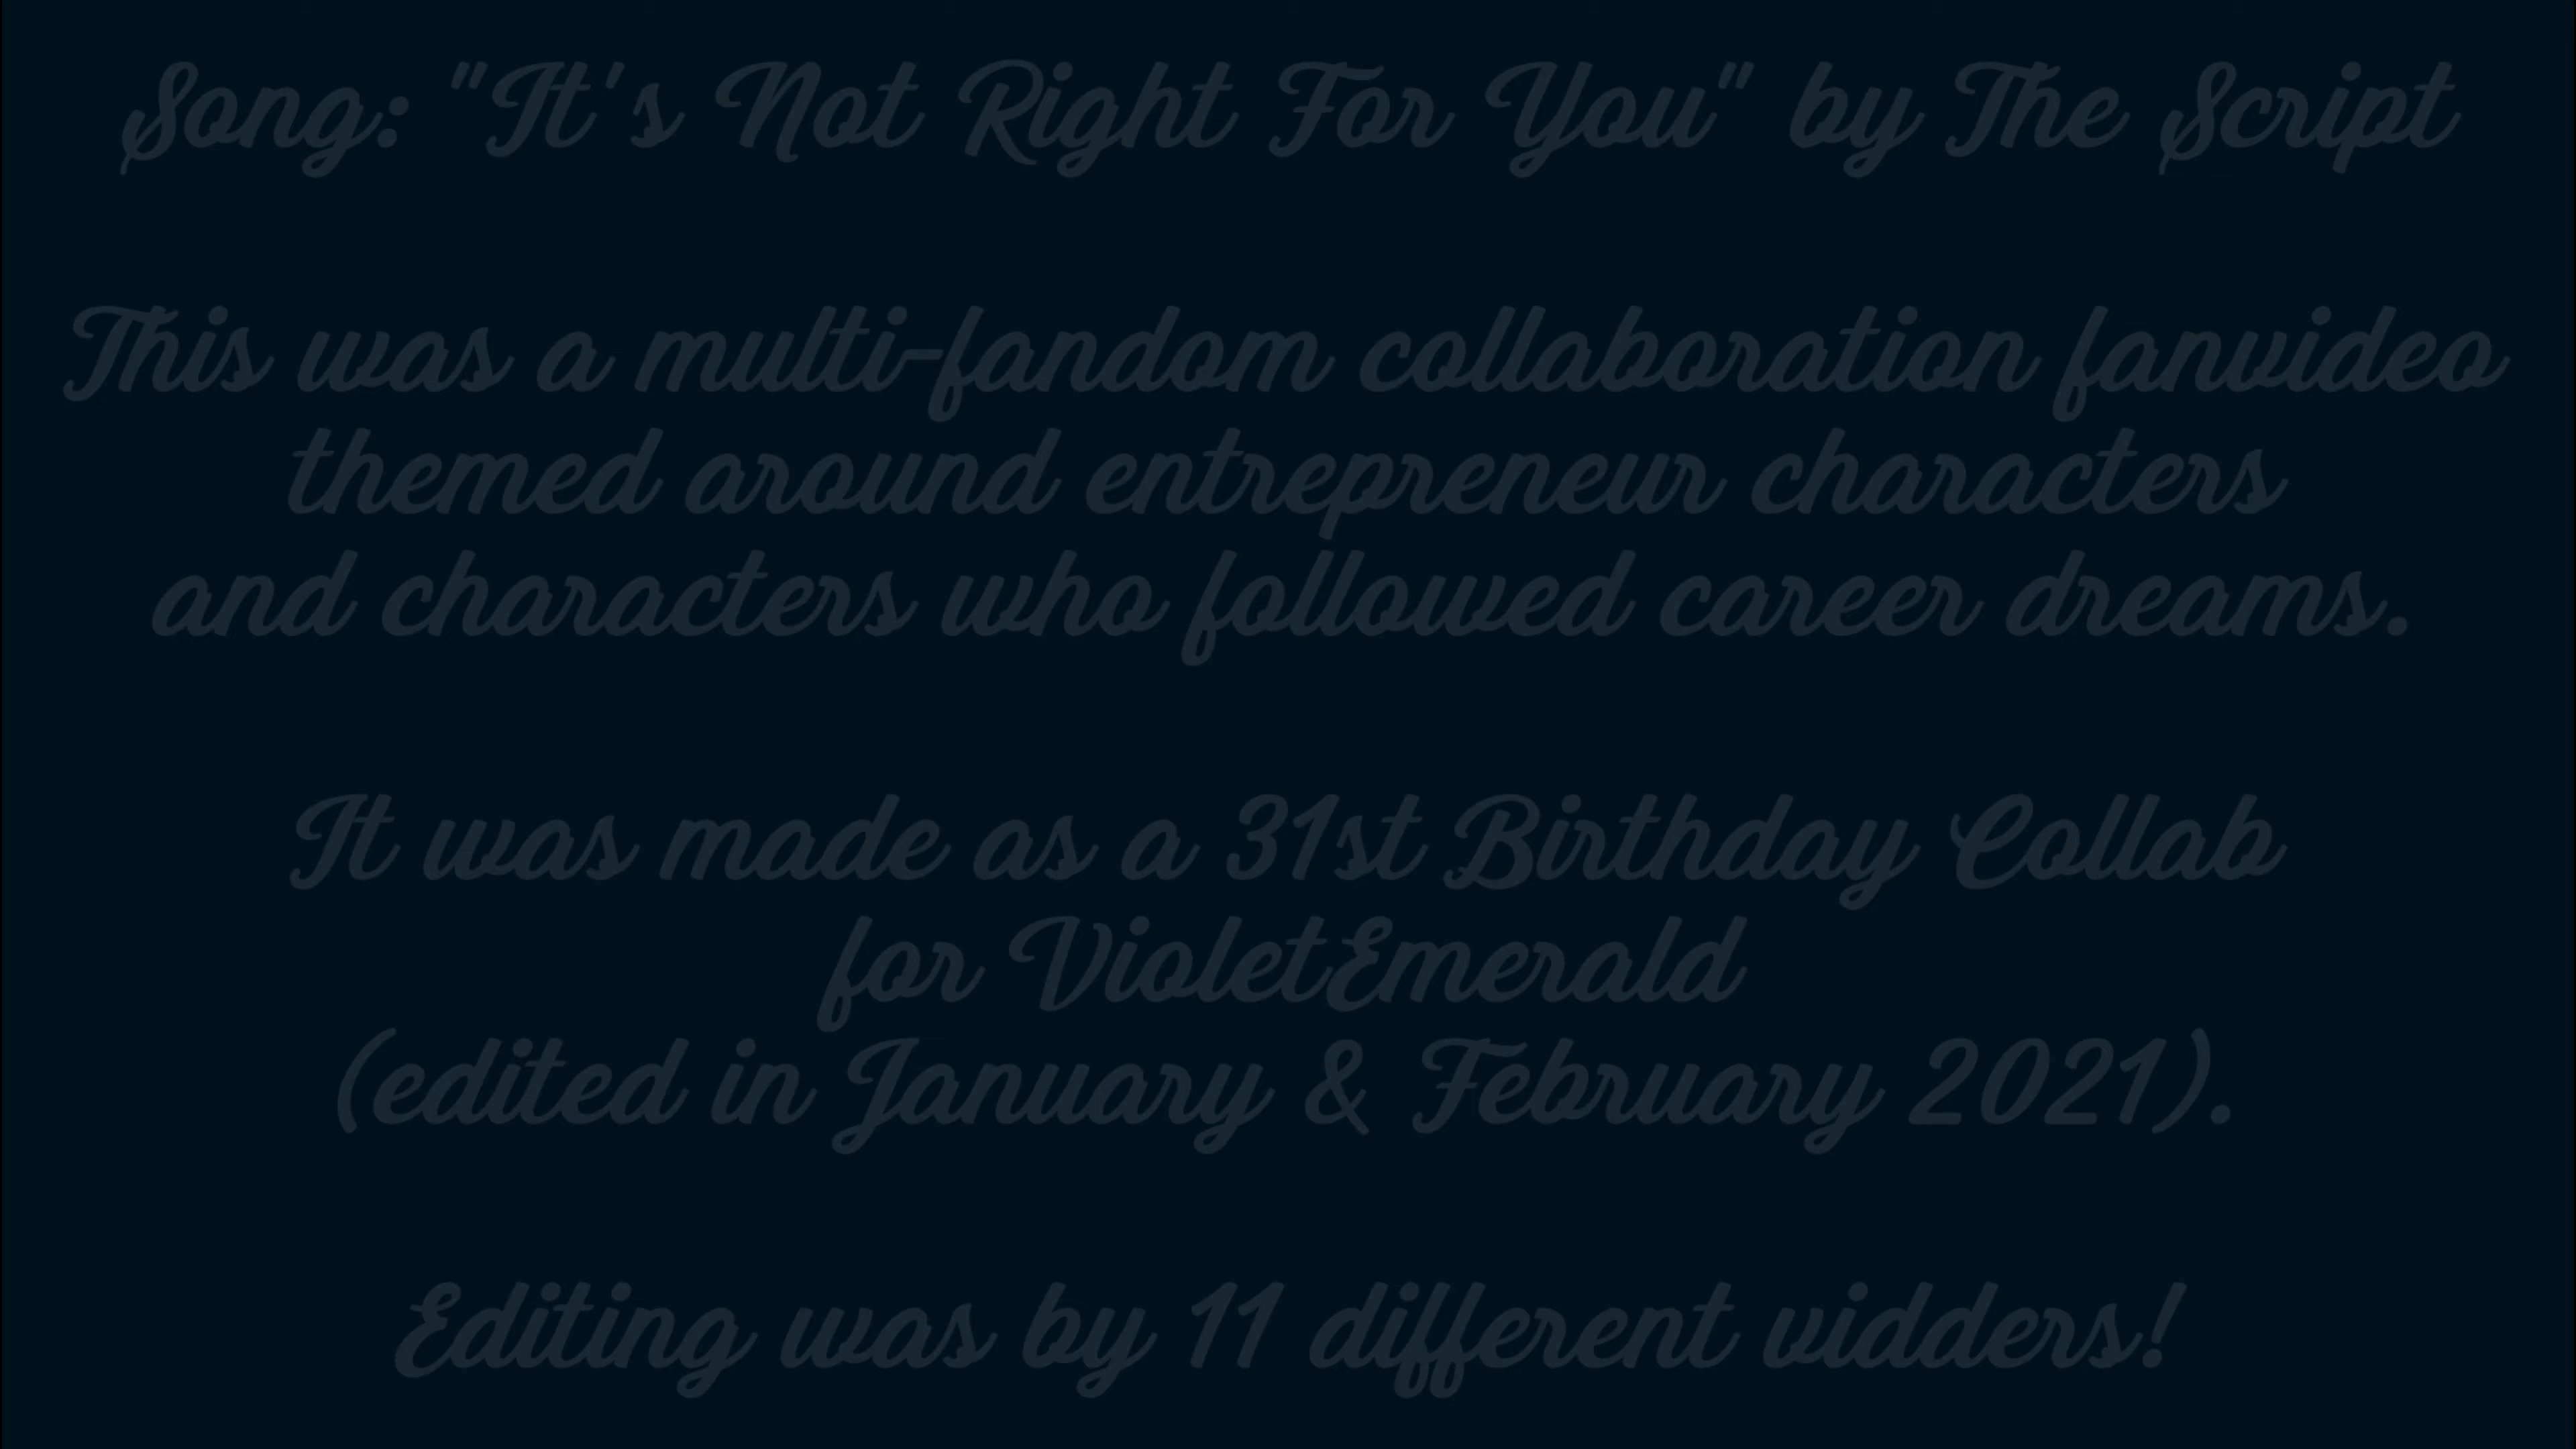 Song: "It's Not Right For You" by The Script
This was a multi-fandom collaboration fanvideo
themed around entrepreneur characters
and characters who followed career dreams.
It was made as a 31st Birthday Collab
for VioletEmerald
(edited in January & February 2021).
Editing was by 11 different vidders!